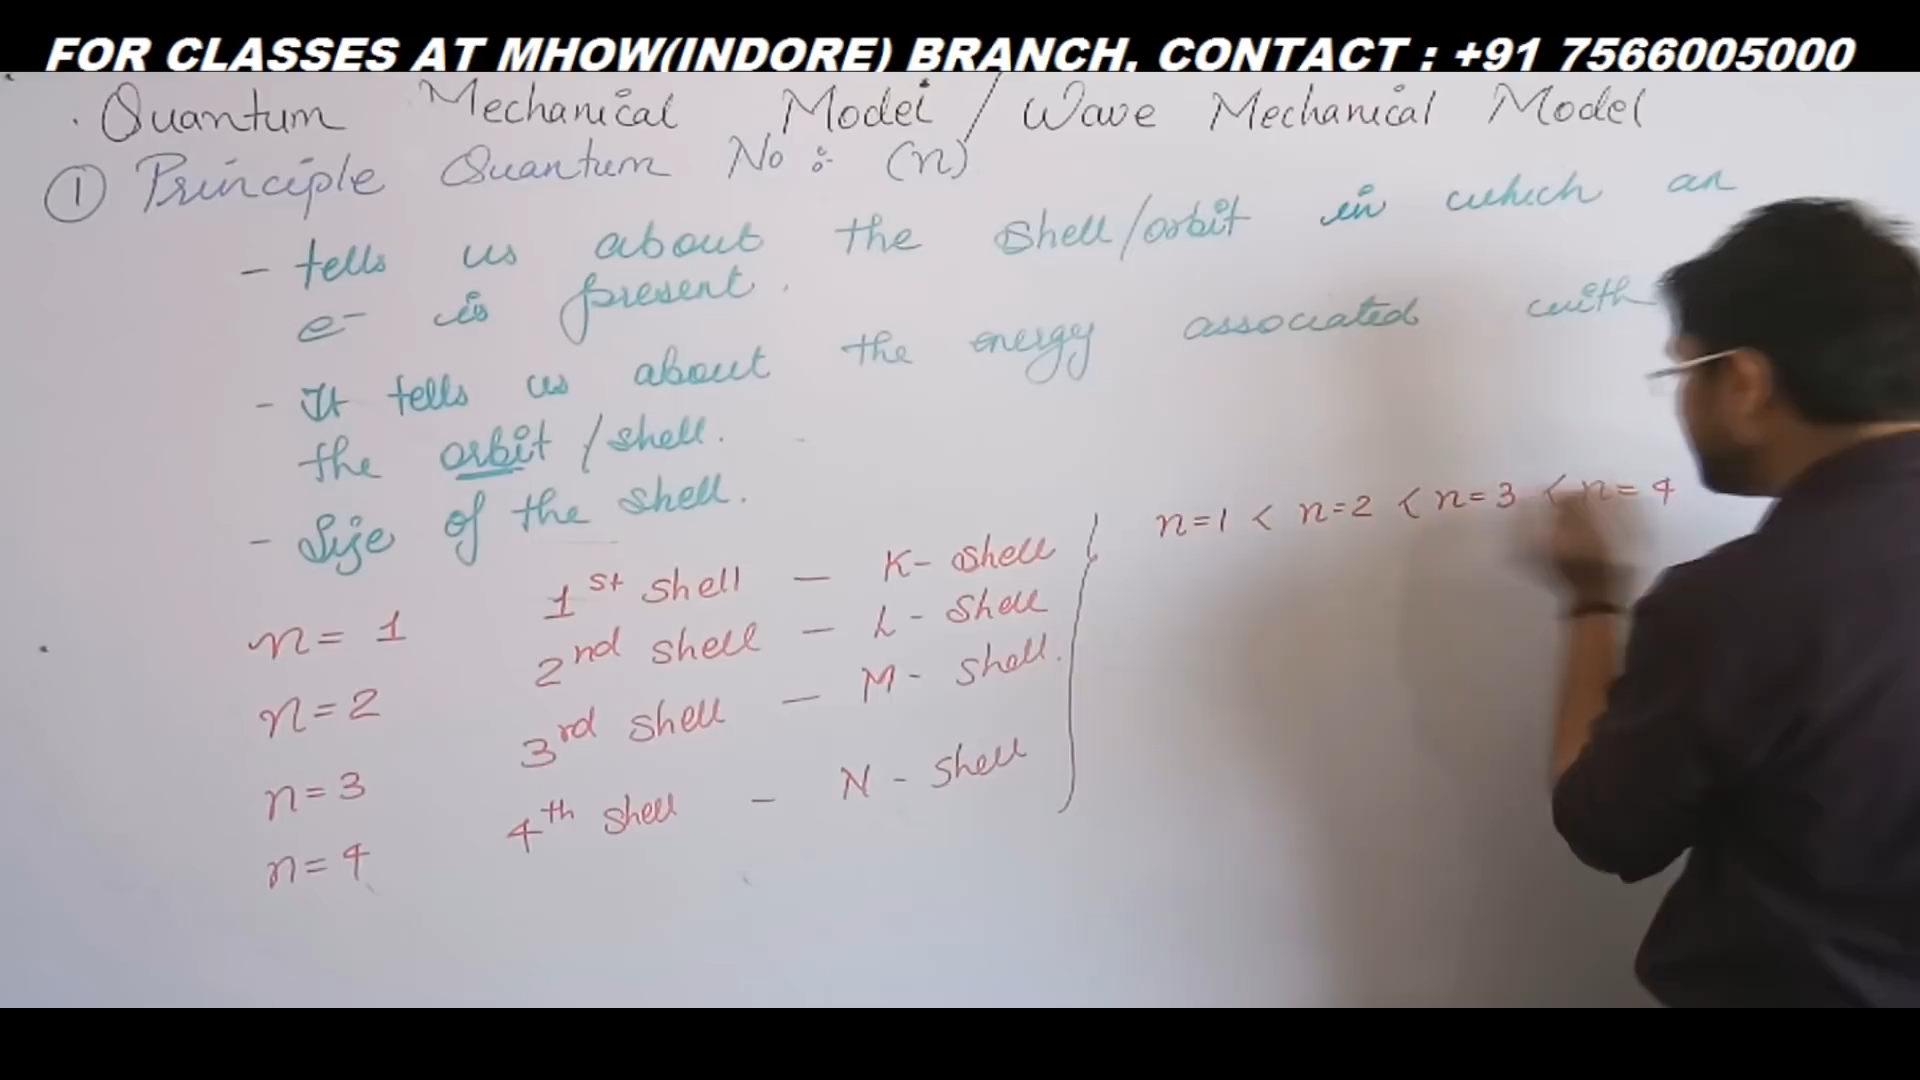 FOR CLASSES AT MHOW(INDORE) BRANCH, CONTACT : +91 7566005000
Quantum Mechanical Model / Wave Mechanical Model
① Principle Quantum No :- (n)
- tells us about the shell/orbit in which an
e- is present.
- It tells us about the energy associated with
the orbit / shell.
- Size of the shell.
n=1 < n=2 < n=3 < n=4
n= 1 1st shell - K- shell
n=2 2nd shell - L- shell
n=3 3rd shell - M- shell.
n=4 4th shell - N- shell